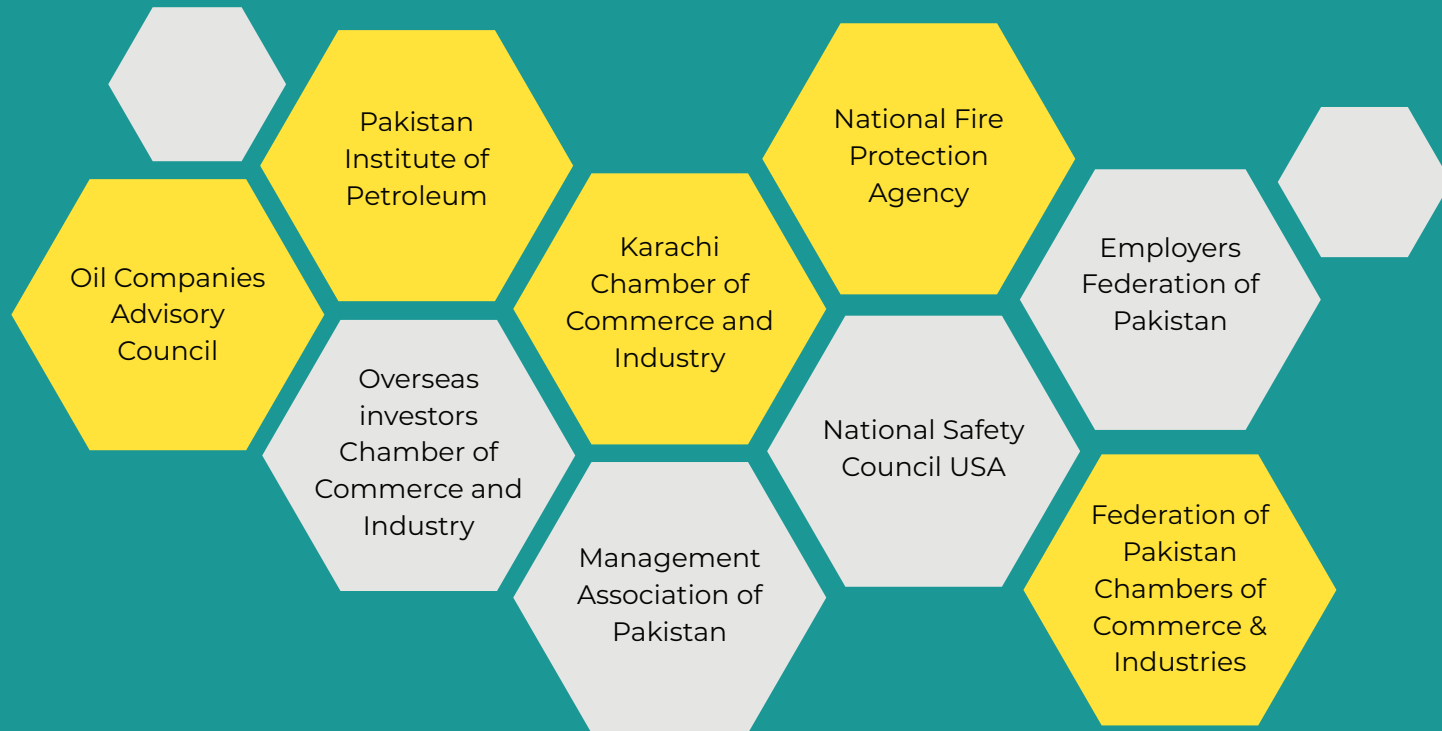 Pakistan
Institute of
Petroleum
National Fire
Protection
Agency
Oil Companies
Advisory
Council
Karachi
Chamber of
Commerce and
Industry
Employers
Federation of
Pakistan
Overseas
investors
Chamber of
Commerce and
Industry
National Safety
Council USA
Management
Association of
Pakistan
Federation of
Pakistan
Chambers of
Commerce &
Industries